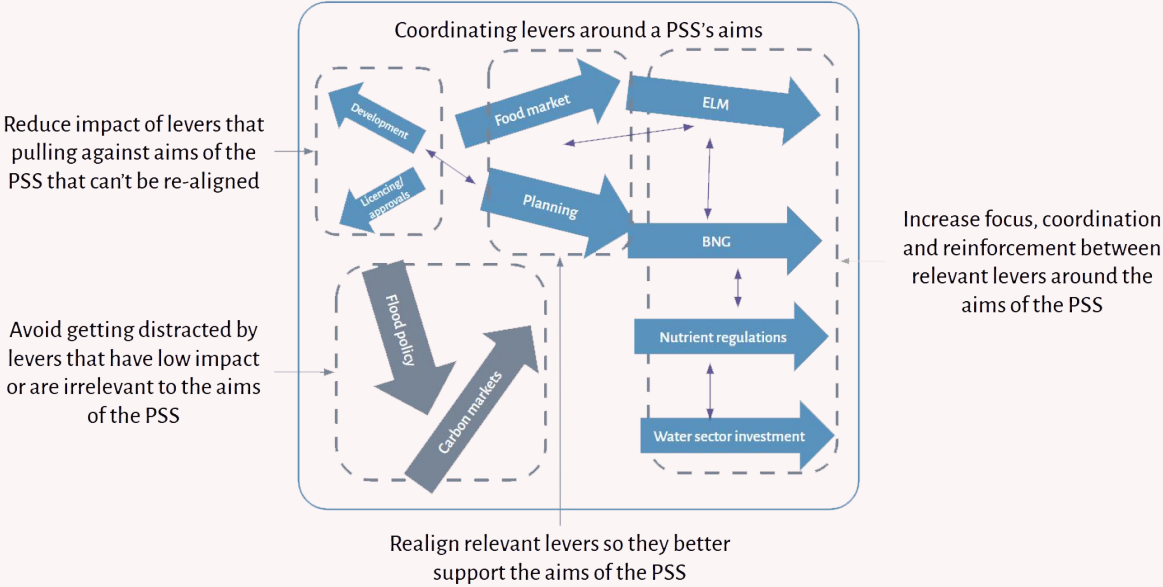 Coordinating levers around a PSS's aims
Reduce impact of levers that
pulling against aims of the
PSS that can't be re-aligned
Development
Licencing/
approvals
Food market
Planning
ELM
BNG
Nutrient regulations
Water sector investment
Increase focus, coordination
and reinforcement between
relevant levers around the
aims of the PSS
Avoid getting distracted by
levers that have low impact
or are irrelevant to the aims
of the PSS
Flood policy
Carbon markets
Realign relevant levers so they better
support the aims of the PSS